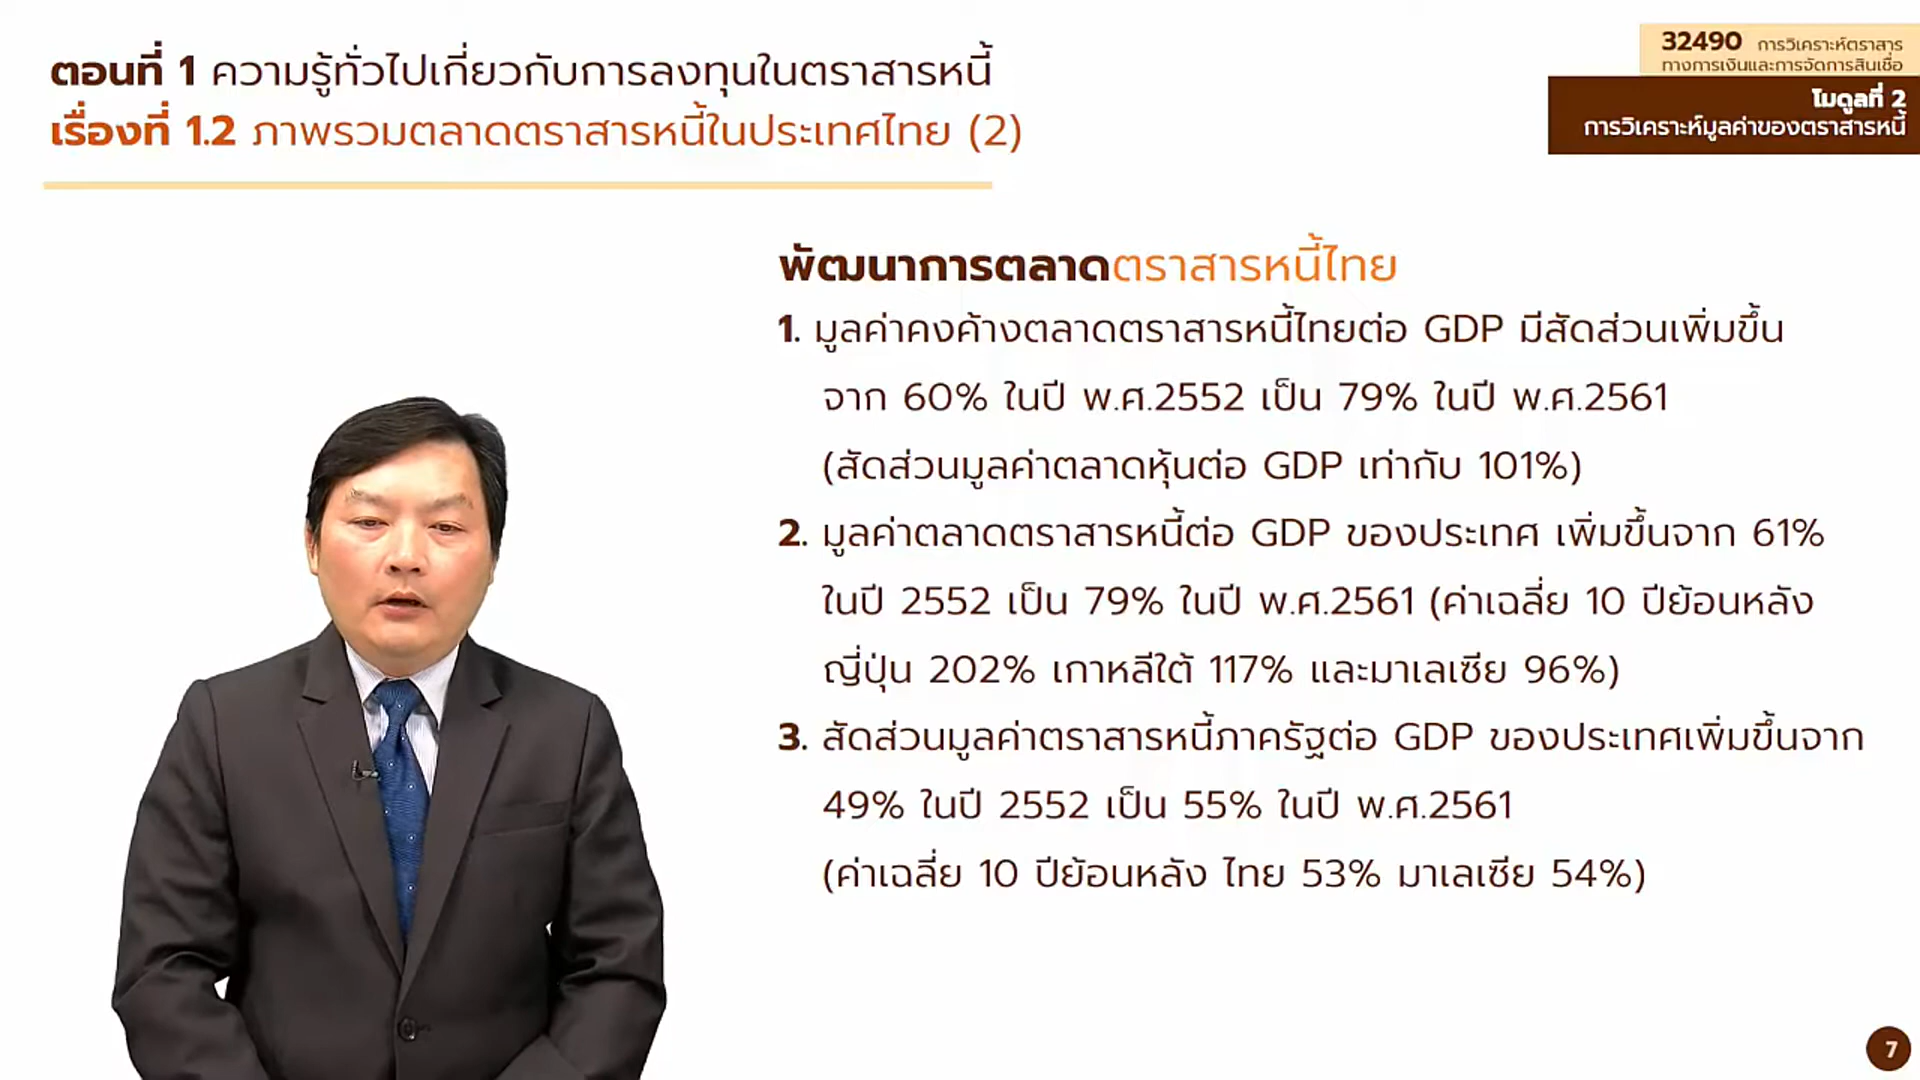 ตอนที่ 1 ความรู้ทั่วไปเกี่ยวกับการลงทุนในตราสารหนี้
เรื่องที่ 1.2 ภาพรวมตลาดตราสารหนี้ในประเทศไทย (2)
32490 การวิเคราะห์ตราสาร
ทางการเงินและการจัดการสินเชื่อ
โมดูลที่ 2
การวิเคราะห์มูลค่าของตราสารหนี้
พัฒนาการตลาดตราสารหนี้ไทย
1. มูลค่าคงค้างตลาดตราสารหนี้ไทยต่อ GDP มีสัดส่วนเพิ่มขึ้น
จาก 60% ในปี พ.ศ.2552 เป็น 79% ในปี พ.ศ.2561
(สัดส่วนมูลค่าตลาดหุ้นต่อ GDP เท่ากับ 101%)
2. มูลค่าตลาดตราสารหนี้ต่อ GDP ของประเทศ เพิ่มขึ้นจาก 61%
ในปี 2552 เป็น 79% ในปี พ.ศ.2561 (ค่าเฉลี่ย 10 ปีย้อนหลัง
ญี่ปุ่น 202% เกาหลีใต้ 117% และมาเลเซีย 96%)
3. สัดส่วนมูลค่าตราสารหนี้ภาครัฐต่อ GDP ของประเทศเพิ่มขึ้นจาก
49% ในปี 2552 เป็น 55% ในปี พ.ศ.2561
(ค่าเฉลี่ย 10 ปีย้อนหลัง ไทย 53% มาเลเซีย 54%)
7